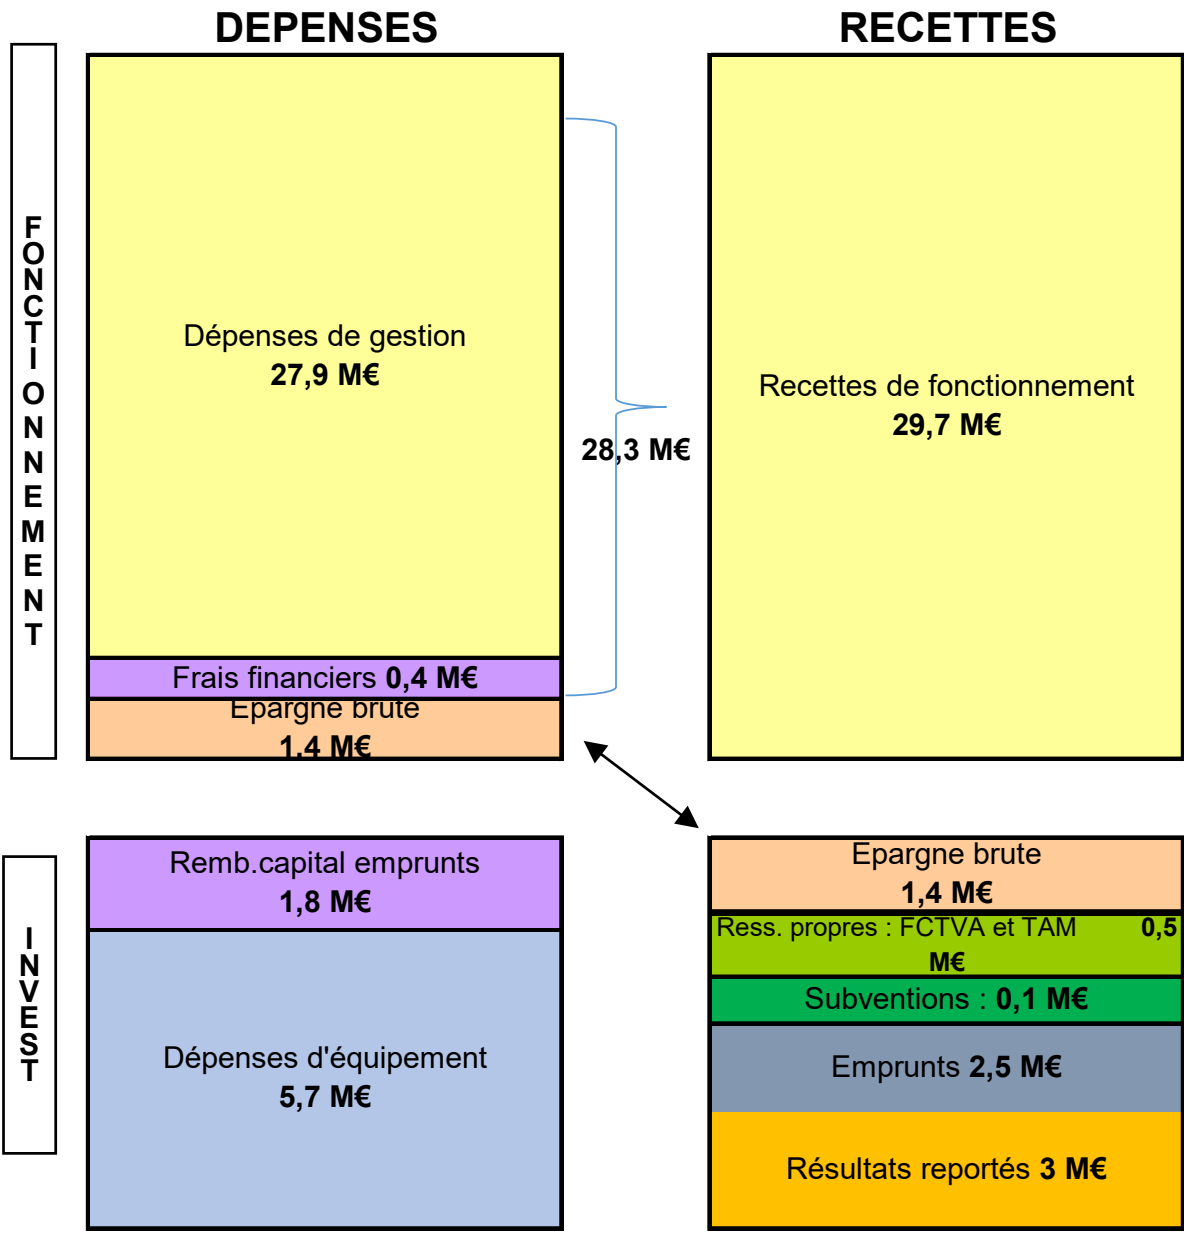 DEPENSES
RECETTES
FONCTIONNEMENT
Dépenses de gestion
27,9 M€
28,3 M€
Recettes de fonctionnement
29,7 M€
Frais financiers 0,4 M€
Epargne brute
1,4 M€
INVEST
Remb.capital emprunts
1,8 M€
Dépenses d'équipement
5,7 M€
Epargne brute
1,4 M€
Ress. propres : FCTVA et TAM 0,5
M€
Subventions : 0,1 M€
Emprunts 2,5 M€
Résultats reportés 3 M€